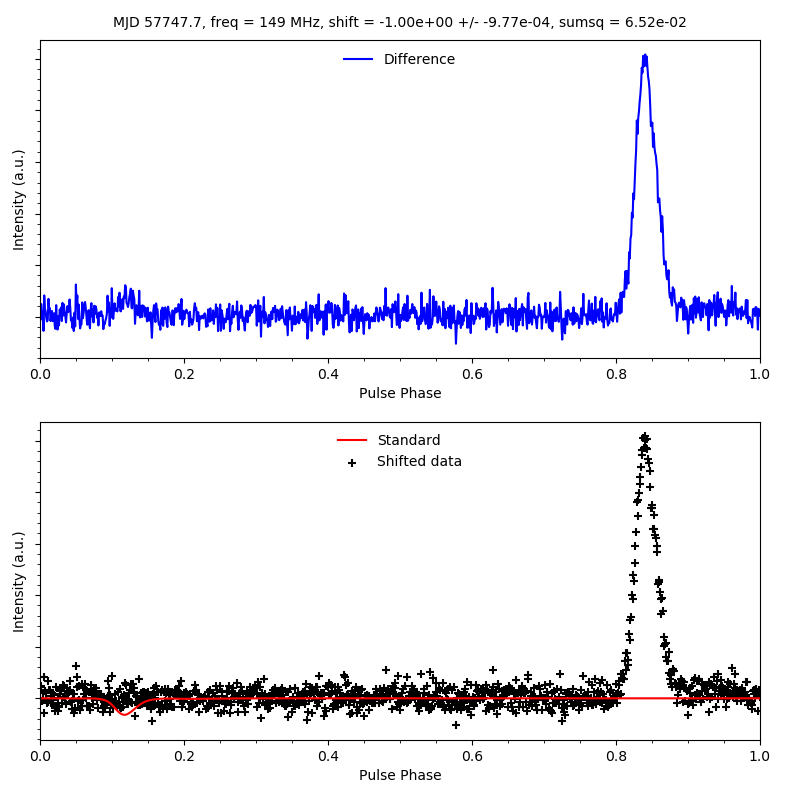 MJD 57747.7, freq = 149 MHz, shift = -1.00e+00 +/- -9.77e-04, sumsq = 6.52e-02
Difference
Intensity (a.u.)
0.0 0.2 0.4 0.6 0.8 1.0
Pulse Phase
Standard
Shifted data
Intensity (a.u.)
0.0 0.2 0.4 0.6 0.8 1.0
Pulse Phase